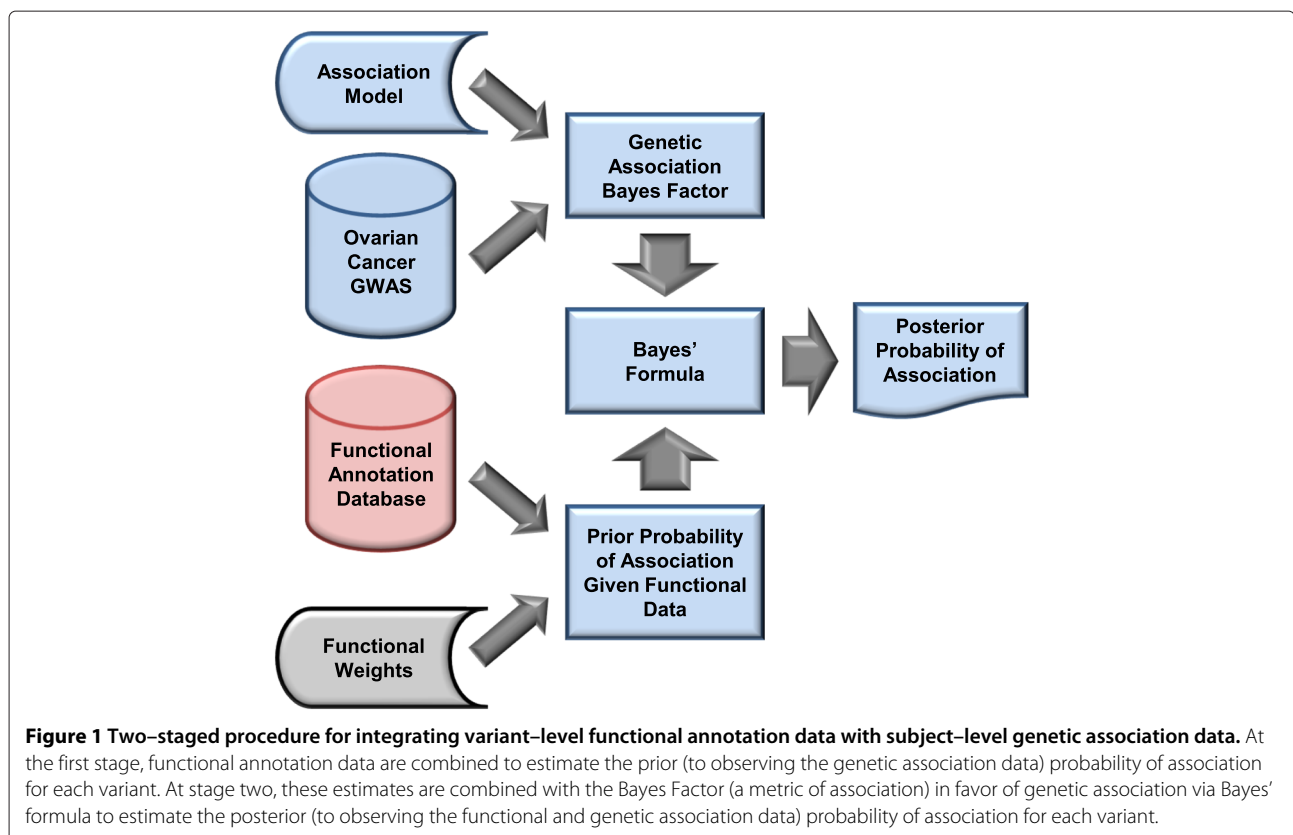 Association
Model
Genetic
Association
Bayes Factor
Ovarian
Cancer
GWAS
Bayes’
Formula
Posterior
Probability of
Association
Functional
Annotation
Database
Prior Probability
of Association
Given Functional
Data
Functional
Weights
Figure 1 Two–staged procedure for integrating variant–level functional annotation data with subject–level genetic association data. At
the first stage, functional annotation data are combined to estimate the prior (to observing the genetic association data) probability of association
for each variant. At stage two, these estimates are combined with the Bayes Factor (a metric of association) in favor of genetic association via Bayes’
formula to estimate the posterior (to observing the functional and genetic association data) probability of association for each variant.